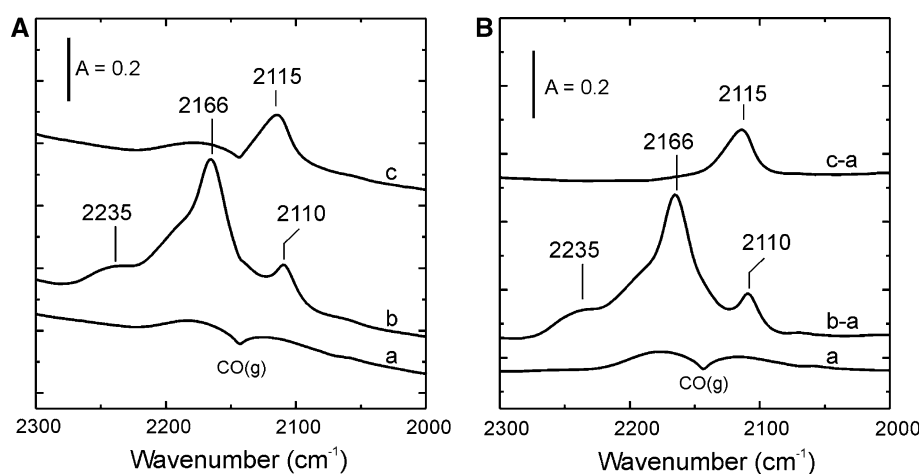 A
A = 0.2
2115
2166
2235
2110
c
b
a
CO(g)
2300
2200
2100
2000
Wavenumber (cm⁻¹)
B
A = 0.2
2115
2166
2235
2110
c-a
b-a
a
CO(g)
2300
2200
2100
2000
Wavenumber (cm⁻¹)